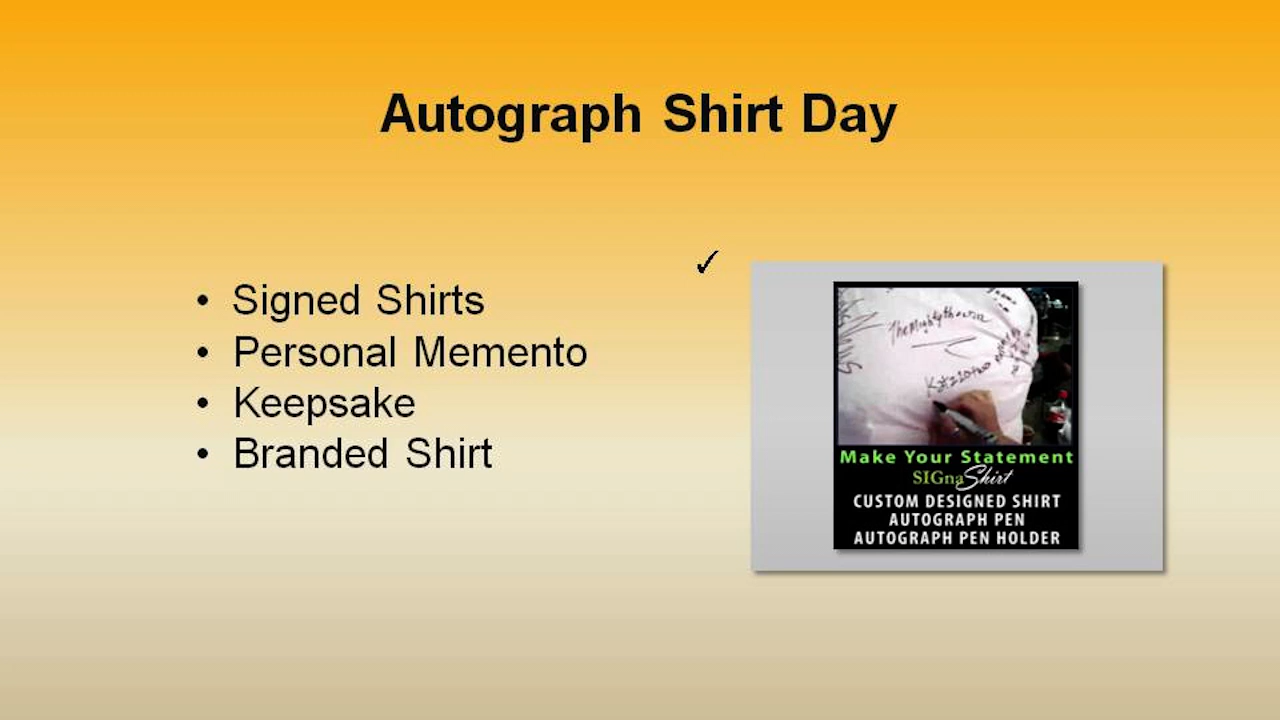 Autograph Shirt Day
✓
• Signed Shirts
• Personal Memento
• Keepsake
• Branded Shirt
Make Your Statement
SIGnaShirt
CUSTOM DESIGNED SHIRT
AUTOGRAPH PEN
AUTOGRAPH PEN HOLDER